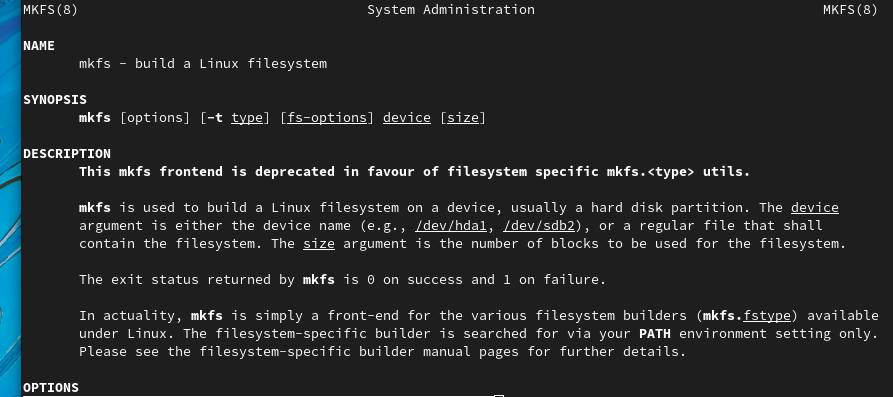 MKFS(8) System Administration MKFS(8)
NAME
mkfs - build a Linux filesystem
SYNOPSIS
mkfs [options] [-t type] [fs-options] device [size]
DESCRIPTION
This mkfs frontend is deprecated in favour of filesystem specific mkfs.<type> utils.
mkfs is used to build a Linux filesystem on a device, usually a hard disk partition. The device
argument is either the device name (e.g., /dev/hda1, /dev/sdb2), or a regular file that shall
contain the filesystem. The size argument is the number of blocks to be used for the filesystem.
The exit status returned by mkfs is 0 on success and 1 on failure.
In actuality, mkfs is simply a front-end for the various filesystem builders (mkfs.fstype) available
under Linux. The filesystem-specific builder is searched for via your PATH environment setting only.
Please see the filesystem-specific builder manual pages for further details.
OPTIONS